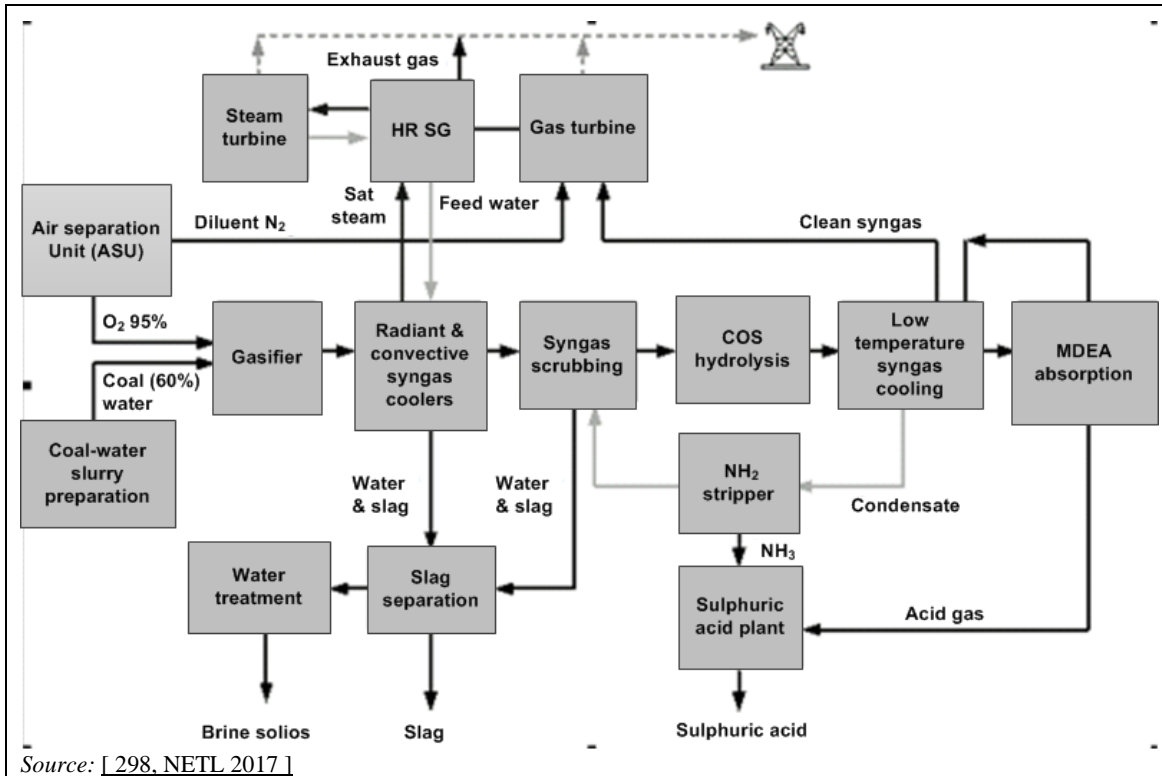 Exhaust gas
Steam
turbine
HR SG
Gas turbine
Sat
steam
Feed water
Air separation
Unit (ASU)
Diluent N₂
Clean syngas
O₂ 95%
Coal (60%)
water
Gasifier
Radiant &
convective
syngas
coolers
Syngas
scrubbing
COS
hydrolysis
Low
temperature
syngas
cooling
MDEA
absorption
Coal-water
slurry
preparation
Water
& slag
Water
& slag
NH₂
stripper
Condensate
NH₃
Water
treatment
Slag
separation
Sulphuric
acid plant
Acid gas
Brine solios
Slag
Sulphuric acid
Source: [ 298, NETL 2017 ]